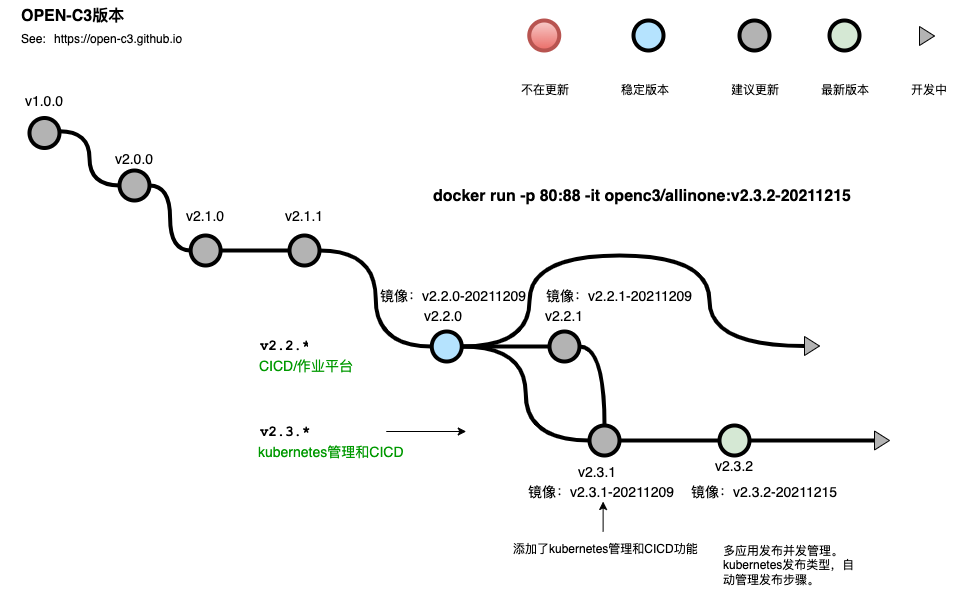 OPEN-C3版本
See: https://open-c3.github.io
不在更新
稳定版本
建议更新
最新版本
开发中
v1.0.0
v2.0.0
docker run -p 80:88 -it openc3/allinone:v2.3.2-20211215
v2.1.0
v2.1.1
镜像：v2.2.0-20211209
镜像：v2.2.1-20211209
v2.2.0
v2.2.1
v2.2.*
CICD/作业平台
v2.3.*
kubernetes管理和CICD
v2.3.1
v2.3.2
镜像：v2.3.1-20211209
镜像：v2.3.2-20211215
添加了kubernetes管理和CICD功能
多应用发布并发管理。
kubernetes发布类型，自
动管理发布步骤。